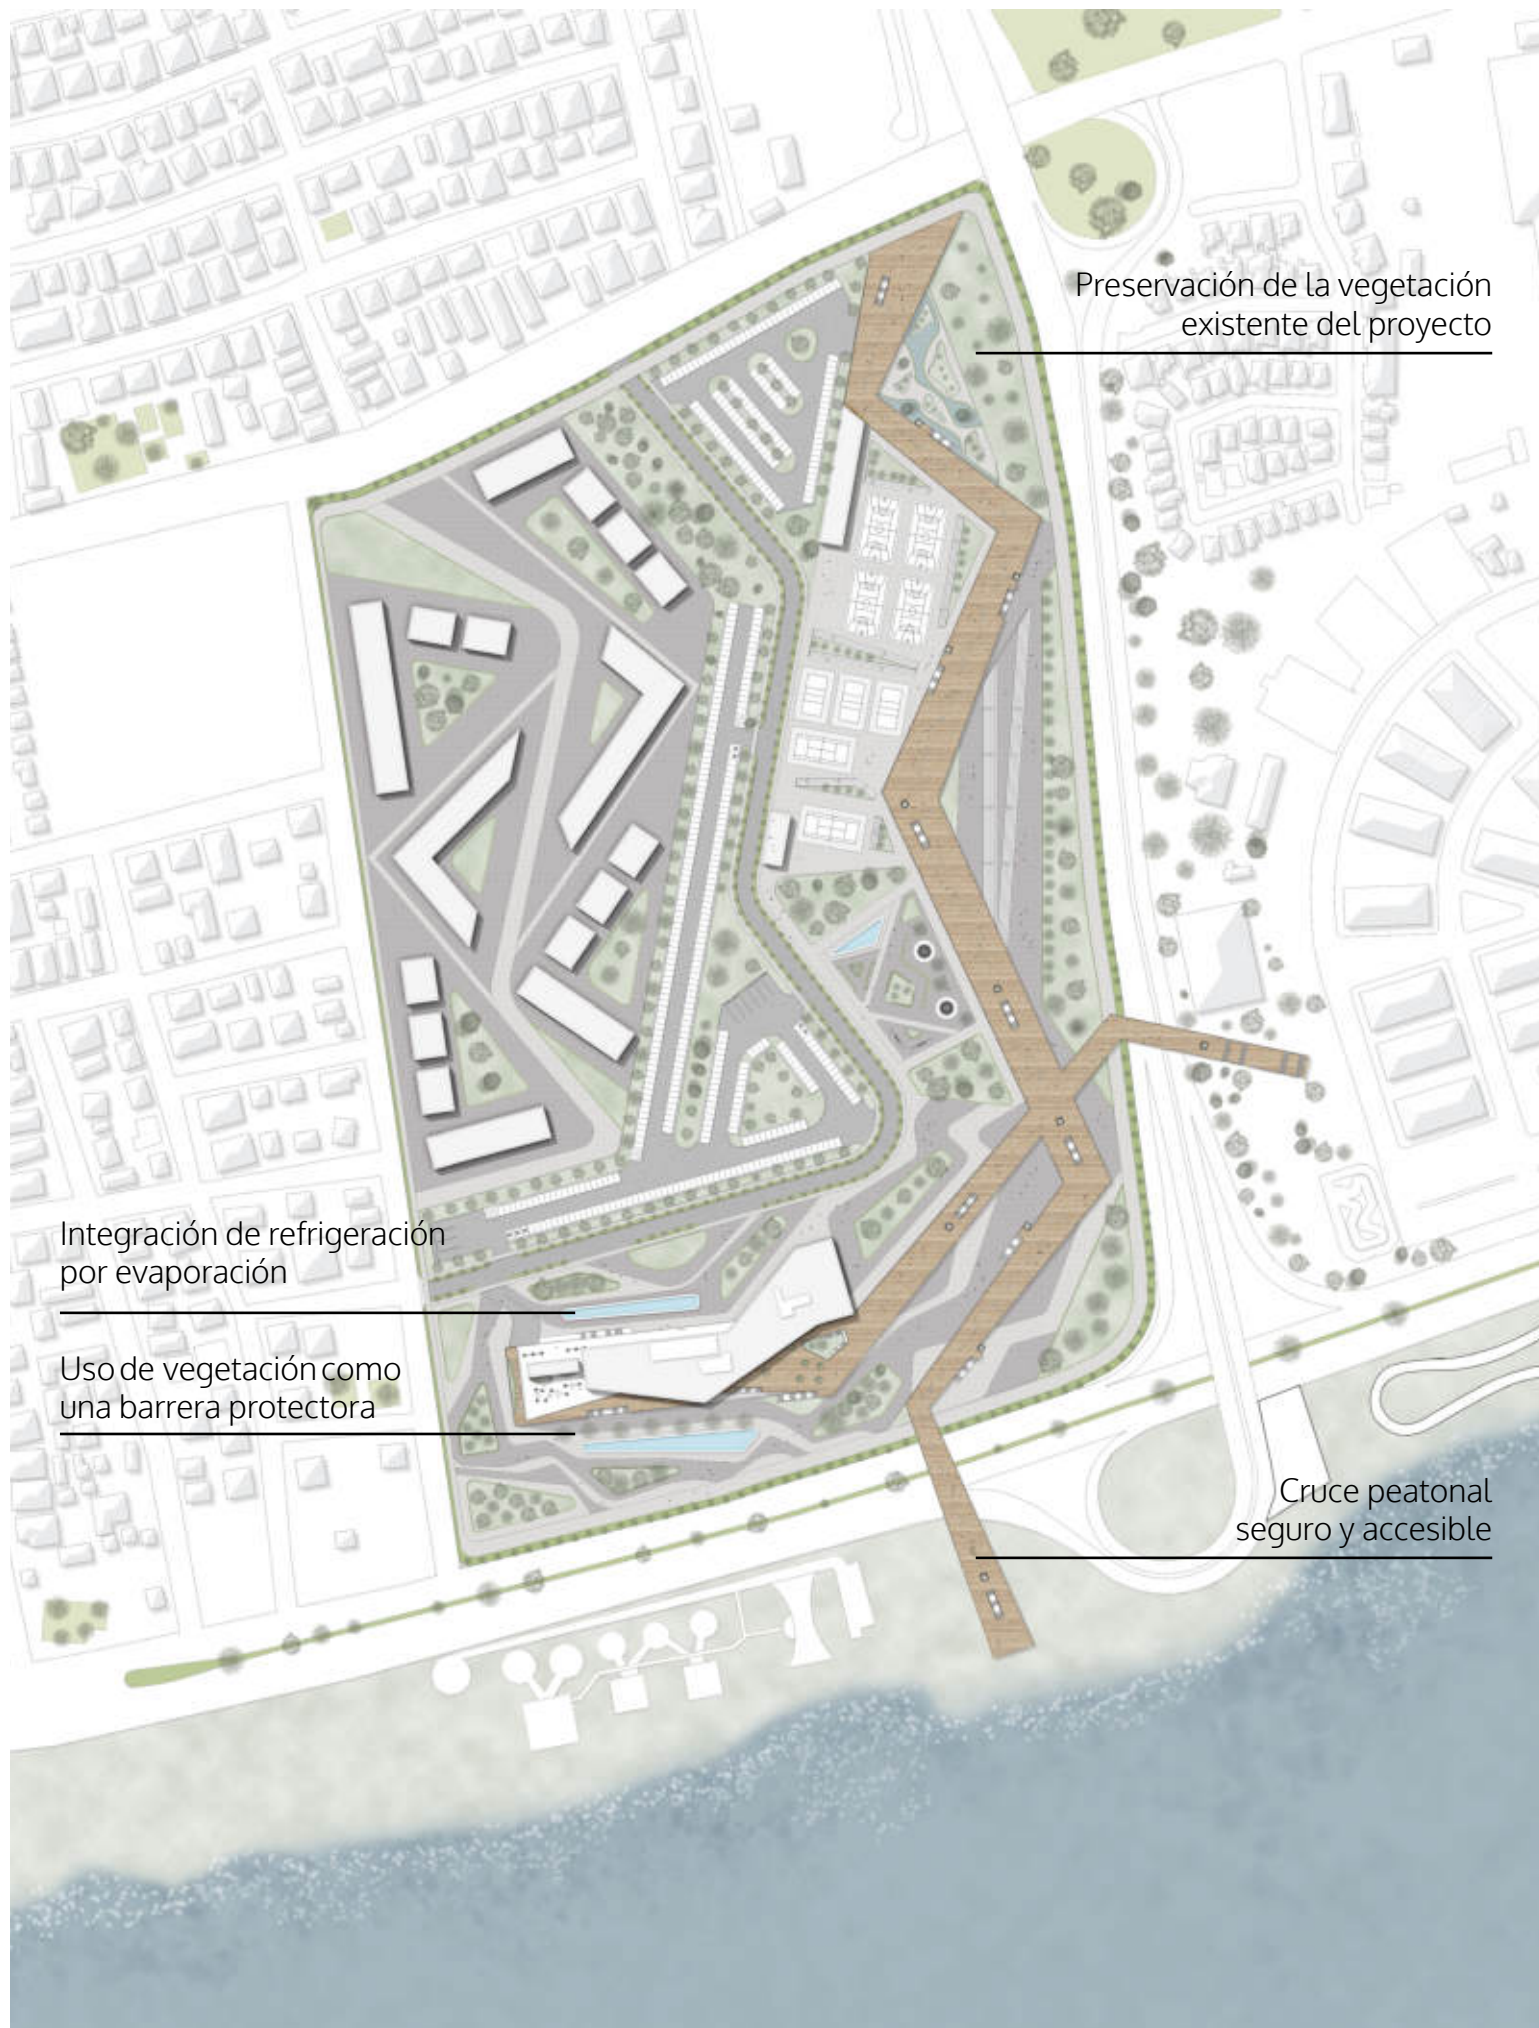 Preservación de la vegetación
existente del proyecto
Integración de refrigeración
por evaporación
Uso de vegetación como
una barrera protectora
Cruce peatonal
seguro y accesible